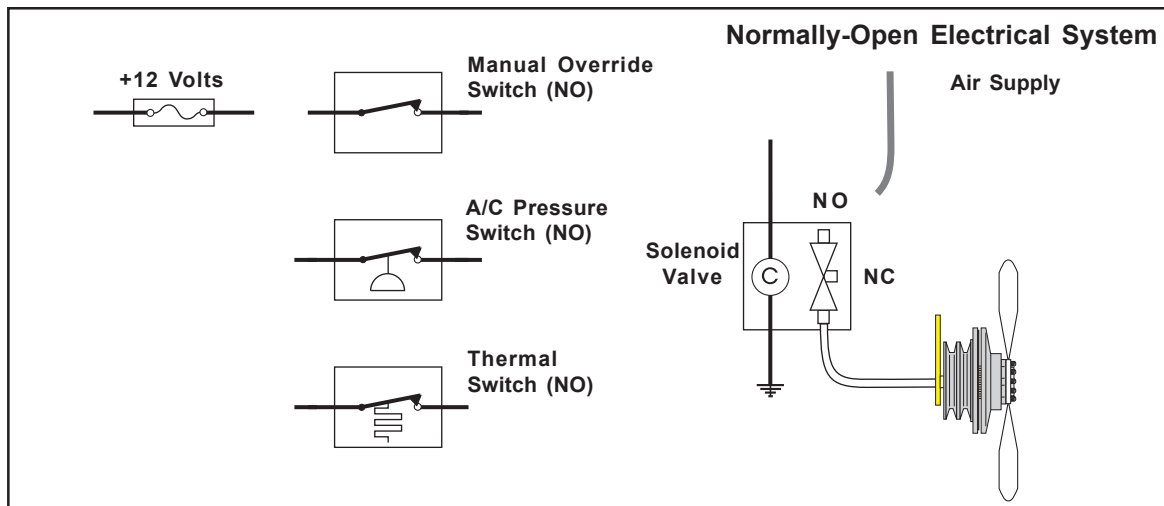 Normally-Open Electrical System
+12 Volts
Manual Override
Switch (NO)
Air Supply
A/C Pressure
Switch (NO)
NO
Solenoid
Valve
C
NC
Thermal
Switch (NO)